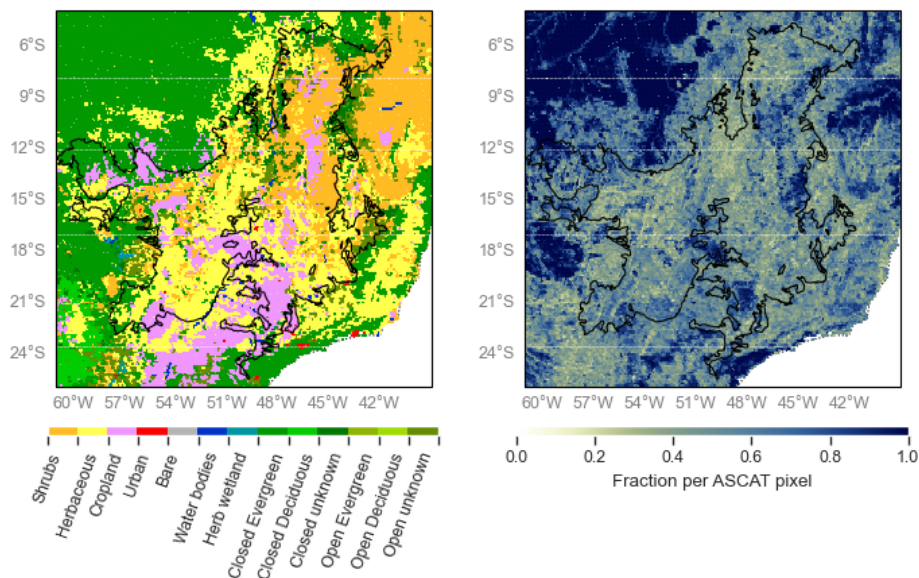 6°S
9°S
12°S
15°S
18°S
21°S
24°S
60°W 57°W 54°W 51°W 48°W 45°W 42°W
Shrubs
Herbaceous
Cropland
Urban
Bare
Water bodies
Herb wetland
Closed Evergreen
Closed Deciduous
Closed unknown
Open Evergreen
Open Deciduous
Open unknown
6°S
9°S
12°S
15°S
18°S
21°S
24°S
60°W 57°W 54°W 51°W 48°W 45°W 42°W
0.0 0.2 0.4 0.6 0.8 1.0
Fraction per ASCAT pixel